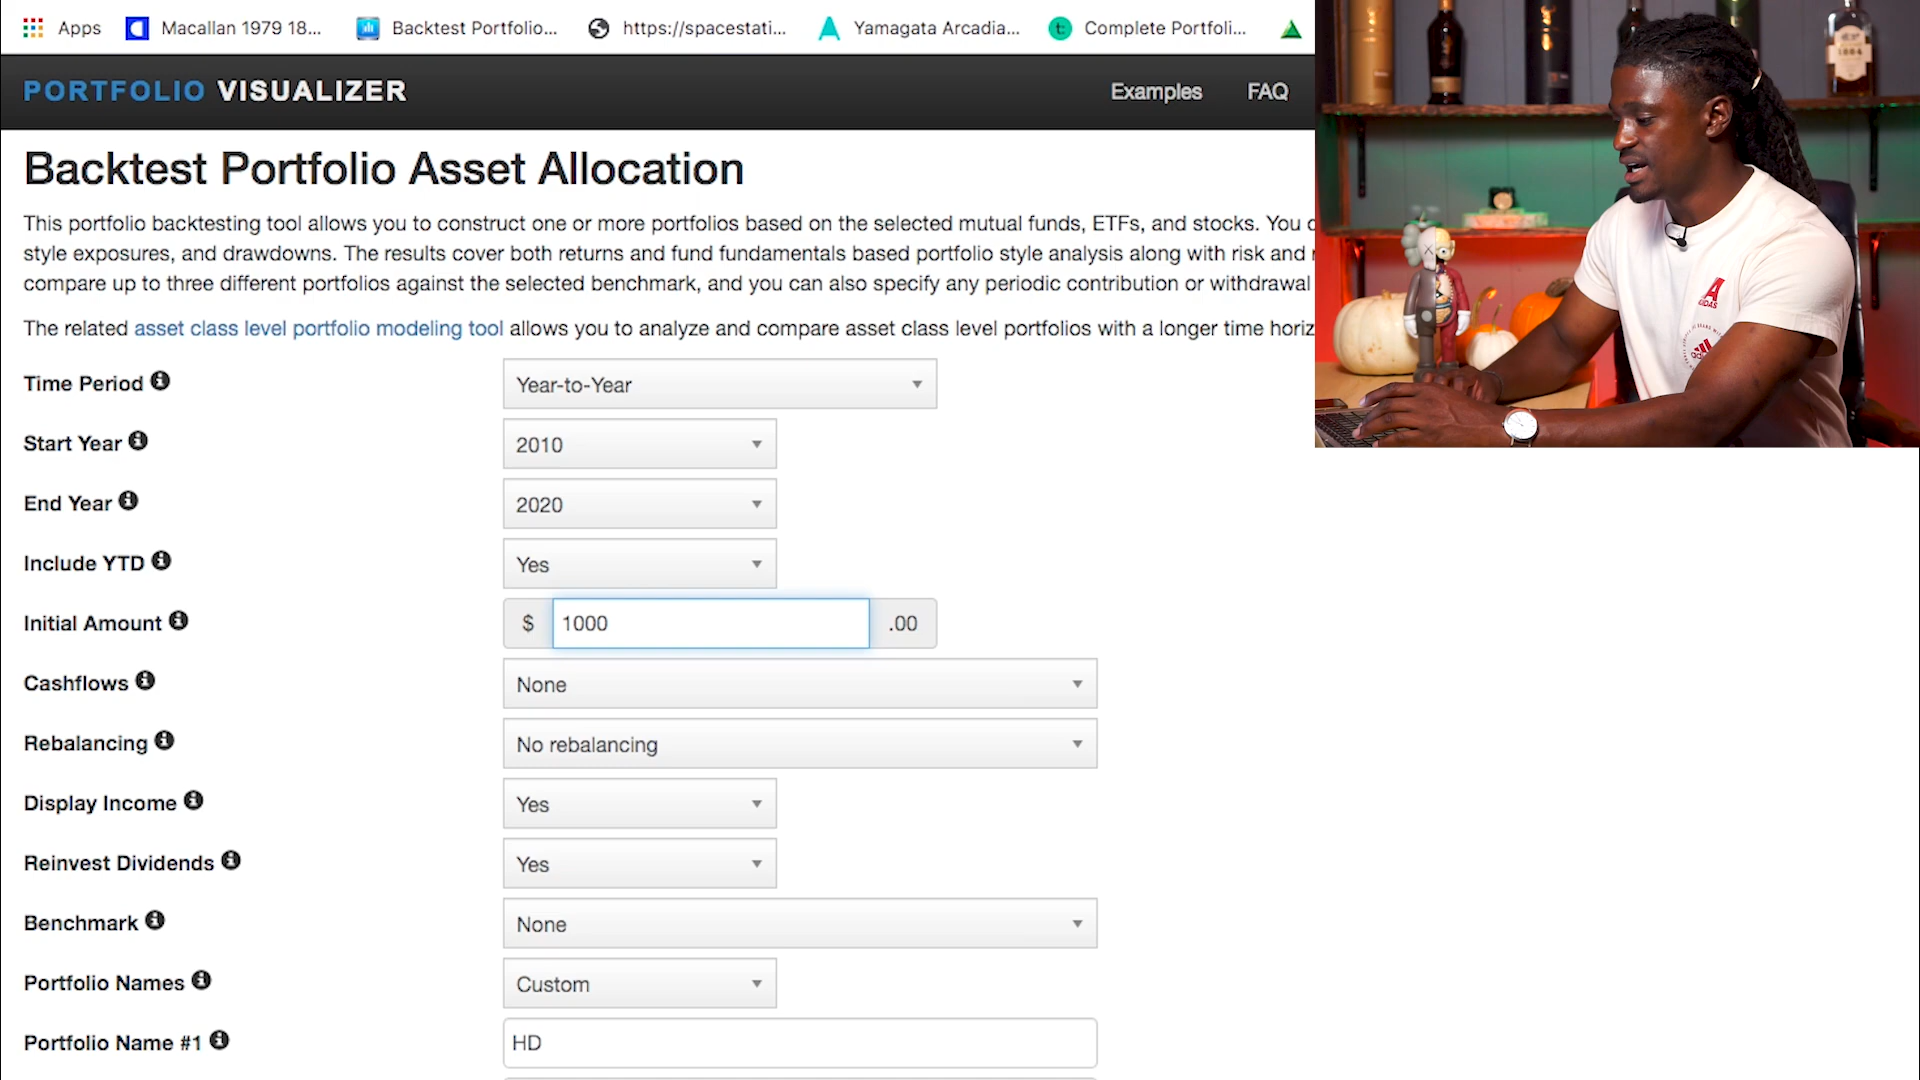 Apps
Macallan 1979 18...
Backtest Portfolio...
https://spacestati...
Yamagata Arcadia...
Complete Portfoli...
PORTFOLIO VISUALIZER
Examples
FAQ
Backtest Portfolio Asset Allocation
This portfolio backtesting tool allows you to construct one or more portfolios based on the selected mutual funds, ETFs, and stocks. You
style exposures, and drawdowns. The results cover both returns and fund fundamentals based portfolio style analysis along with risk and
compare up to three different portfolios against the selected benchmark, and you can also specify any periodic contribution or withdrawal
The related asset class level portfolio modeling tool allows you to analyze and compare asset class level portfolios with a longer time horiz
Time Period
Year-to-Year
Start Year
2010
End Year
2020
Include YTD
Yes
Initial Amount
$ 1000 .00
Cashflows
None
Rebalancing
No rebalancing
Display Income
Yes
Reinvest Dividends
Yes
Benchmark
None
Portfolio Names
Custom
Portfolio Name #1
HD